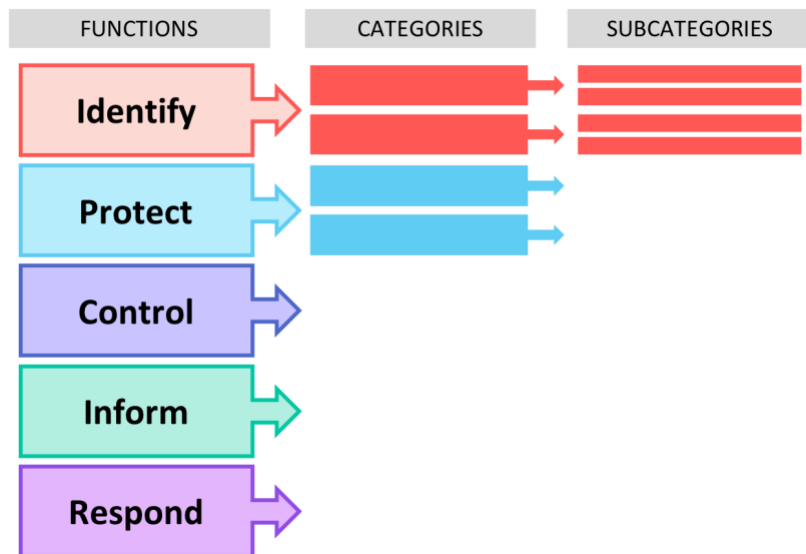 FUNCTIONS
CATEGORIES
SUBCATEGORIES
Identify
Protect
Control
Inform
Respond